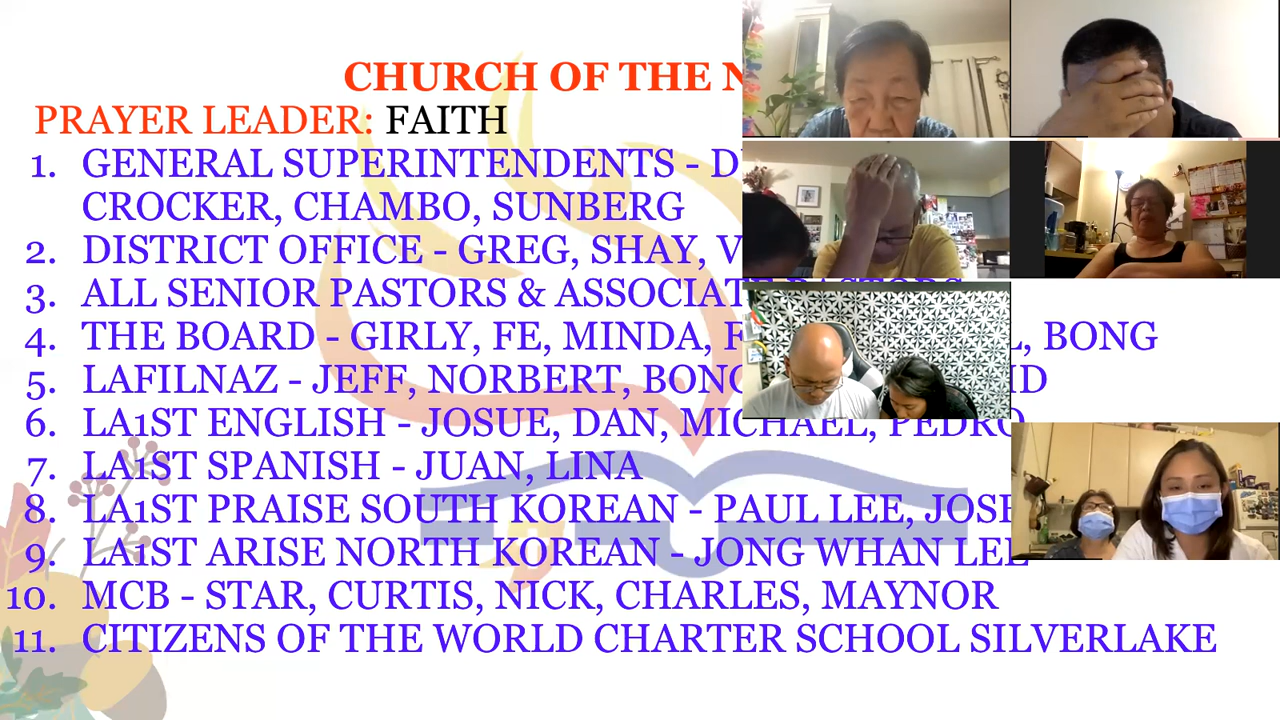 CHURCH OF THE
PRAYER LEADER: FAITH
1. GENERAL SUPERINTENDENTS -
CROCKER, CHAMBO, SUNBERG
2. DISTRICT OFFICE - GREG, SHAY,
3. ALL SENIOR PASTORS & ASSOCIATE PASTORS
4. THE BOARD - GIRLY, FE, MINDA, , BONG
5. LAFILNAZ - JEFF, NORBERT, BONG
6. LA1ST ENGLISH - JOSUE, DAN, MICHAEL, PEDRO
7. LA1ST SPANISH - JUAN, LINA
8. LA1ST PRAISE SOUTH KOREAN - PAUL LEE,
9. LA1ST ARISE NORTH KOREAN - JONG WHAN LEE
10. MCB - STAR, CURTIS, NICK, CHARLES, MAYNOR
11. CITIZENS OF THE WORLD CHARTER SCHOOL SILVERLAKE